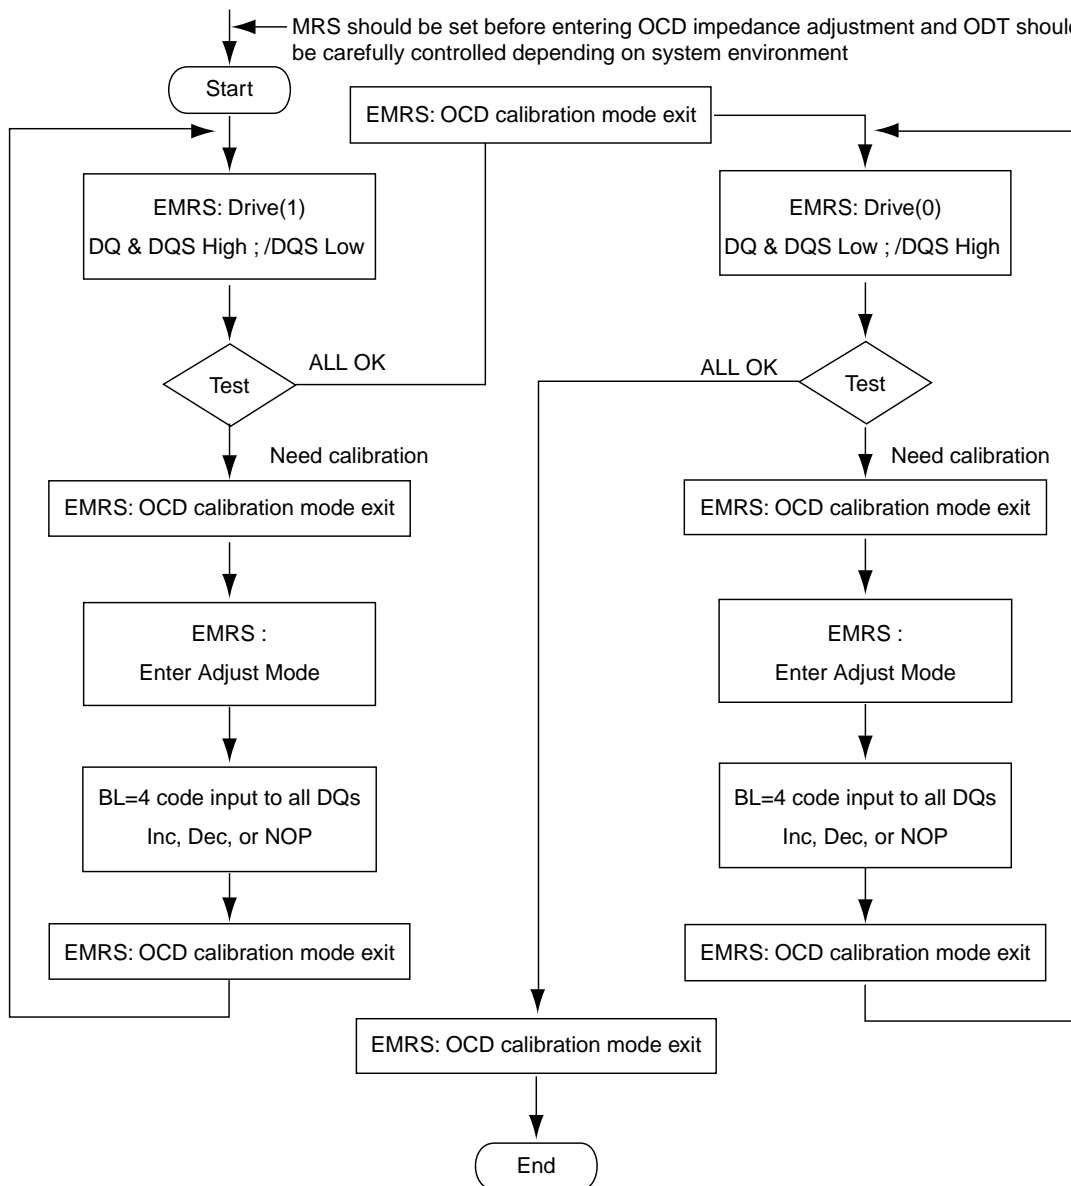 MRS should be set before entering OCD impedance adjustment and ODT should
be carefully controlled depending on system environment
Start
EMRS: OCD calibration mode exit
EMRS: Drive(1)
DQ & DQS High ; /DQS Low
EMRS: Drive(0)
DQ & DQS Low ; /DQS High
Test
ALL OK
ALL OK
Test
Need calibration
Need calibration
EMRS: OCD calibration mode exit
EMRS: OCD calibration mode exit
EMRS :
Enter Adjust Mode
EMRS :
Enter Adjust Mode
BL=4 code input to all DQs
Inc, Dec, or NOP
BL=4 code input to all DQs
Inc, Dec, or NOP
EMRS: OCD calibration mode exit
EMRS: OCD calibration mode exit
EMRS: OCD calibration mode exit
End